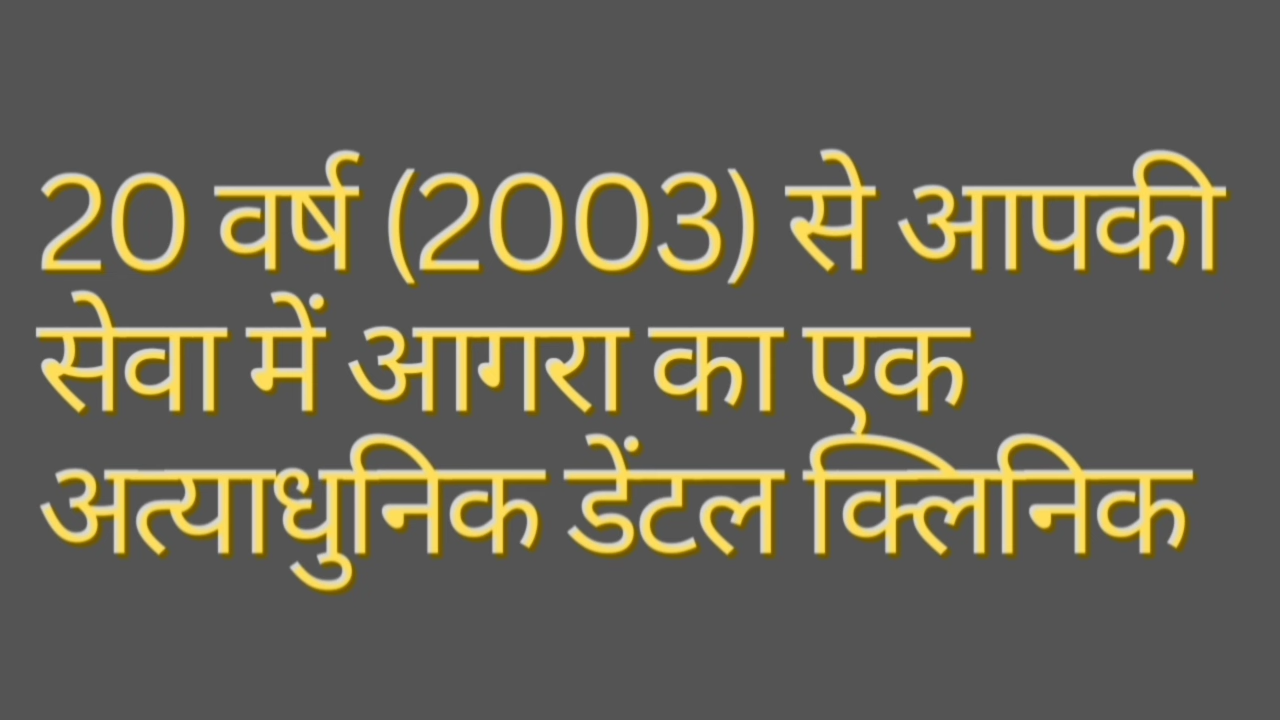 20 वर्ष (2003) से आपकी
सेवा में आगरा का एक
अत्याधुनिक डेंटल क्लिनिक